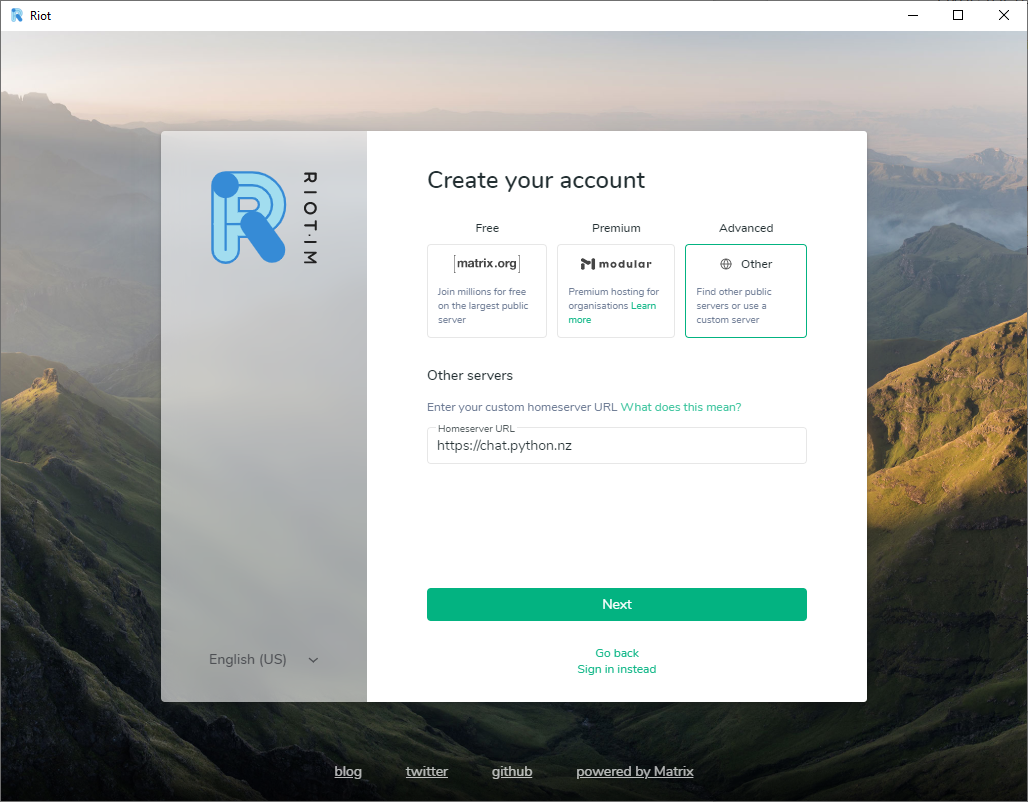 Riot
RIOT·IM
Create your account
Free
Premium
Advanced
[matrix.org]
modular
Other
Join millions for free
on the largest public
server
Premium hosting for
organisations Learn
more
Find other public
servers or use a
custom server
Other servers
Enter your custom homeserver URL What does this mean?
Homeserver URL
https://chat.python.nz
Next
Go back
Sign in instead
English (US)
blog
twitter
github
powered by Matrix